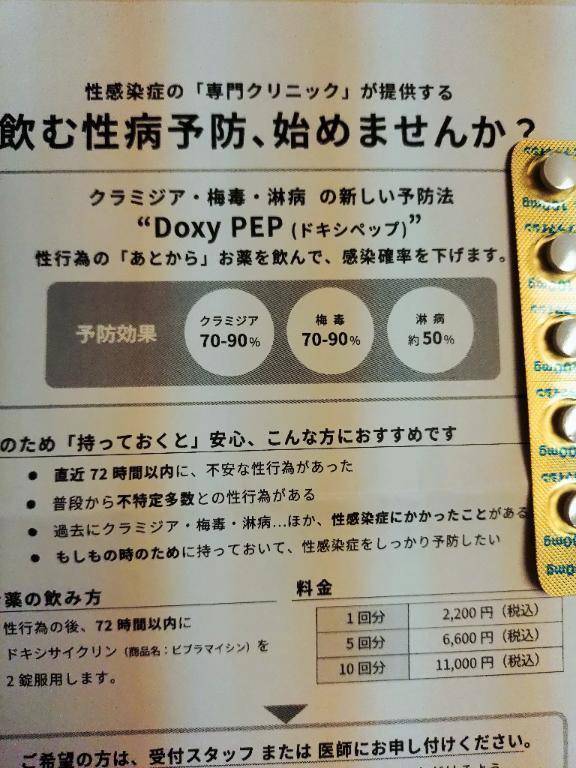 性感染症の「専門クリニック」が提供する
飲む性病予防、始めませんか?
クラミジア・梅毒・淋病 の新しい予防法
“Doxy PEP (ドキシペップ)”
性行為の「あとから」お薬を飲んで、感染確率を下げます。
予防効果
クラミジア
70-90%
梅毒
70-90%
淋病
約50%
のため「持っておくと」安心、こんな方におすすめです
● 直近 72 時間以内に、不安な性行為があった
● 普段から不特定多数との性行為がある
● 過去にクラミジア・梅毒・淋病…ほか、性感染症にかかったことがある
● もしもの時のために持っておいて、性感染症をしっかり予防したい
薬の飲み方
性行為の後、72 時間以内に
ドキシサイクリン(商品名:ビブラマイシン)を
2 錠服用します。
料金
1 回分 2,200 円(税込)
5 回分 6,600 円(税込)
10 回分 11,000 円(税込)
ご希望の方は、受付スタッフ または 医師にお申し付けください。
100mg